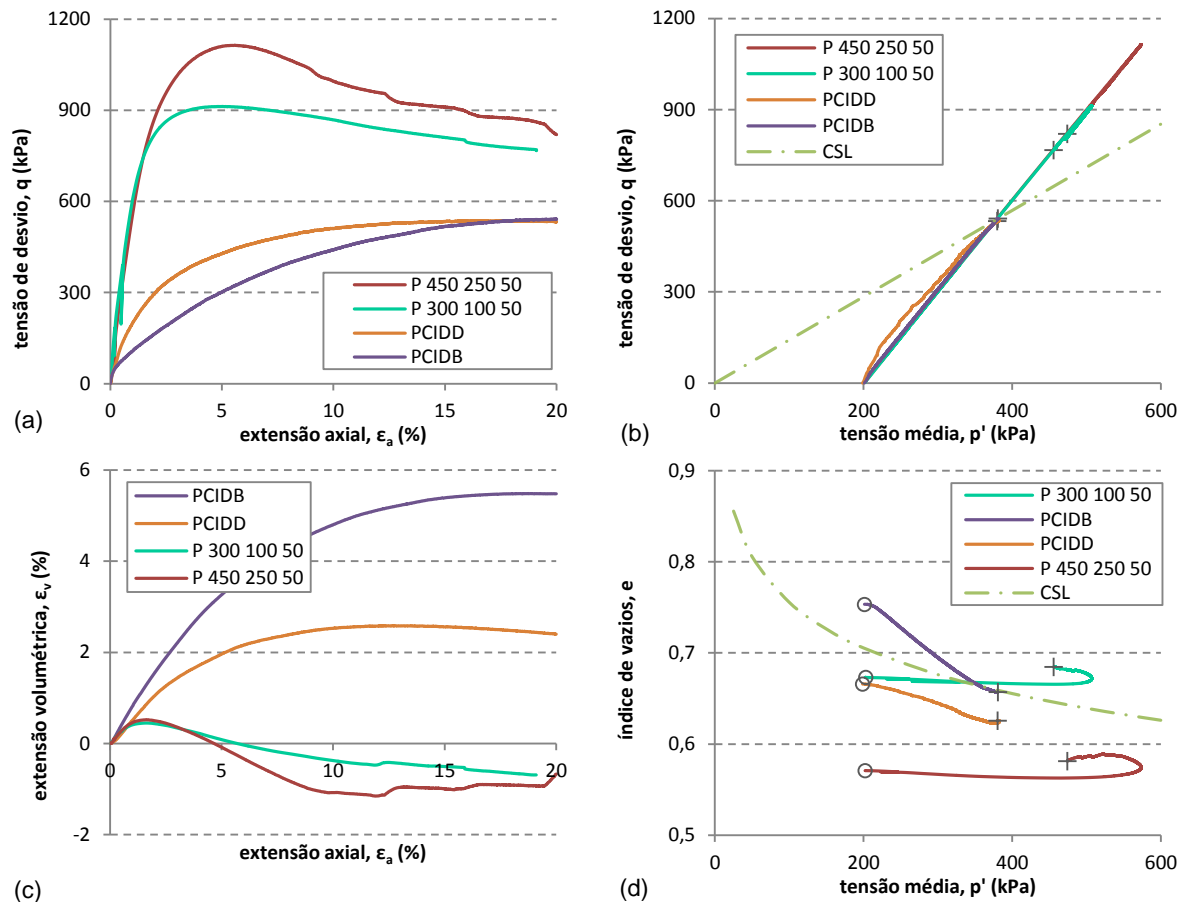 1200
900
600
300
0
0
5
10
15
20
tensão de desvio, q (kPa)
extensão axial, εa (%)
P 450 250 50
P 300 100 50
PCIDD
PCIDB
(a)
1200
900
600
300
0
0
200
400
600
tensão de desvio, q (kPa)
tensão média, p' (kPa)
P 450 250 50
P 300 100 50
PCIDD
PCIDB
CSL
(b)
6
4
2
0
-2
0
5
10
15
20
extensão volumétrica, εv (%)
extensão axial, εa (%)
PCIDB
PCIDD
P 300 100 50
P 450 250 50
(c)
0,9
0,8
0,7
0,6
0,5
0
200
400
600
índice de vazios, e
tensão média, p' (kPa)
P 300 100 50
PCIDB
PCIDD
P 450 250 50
CSL
(d)